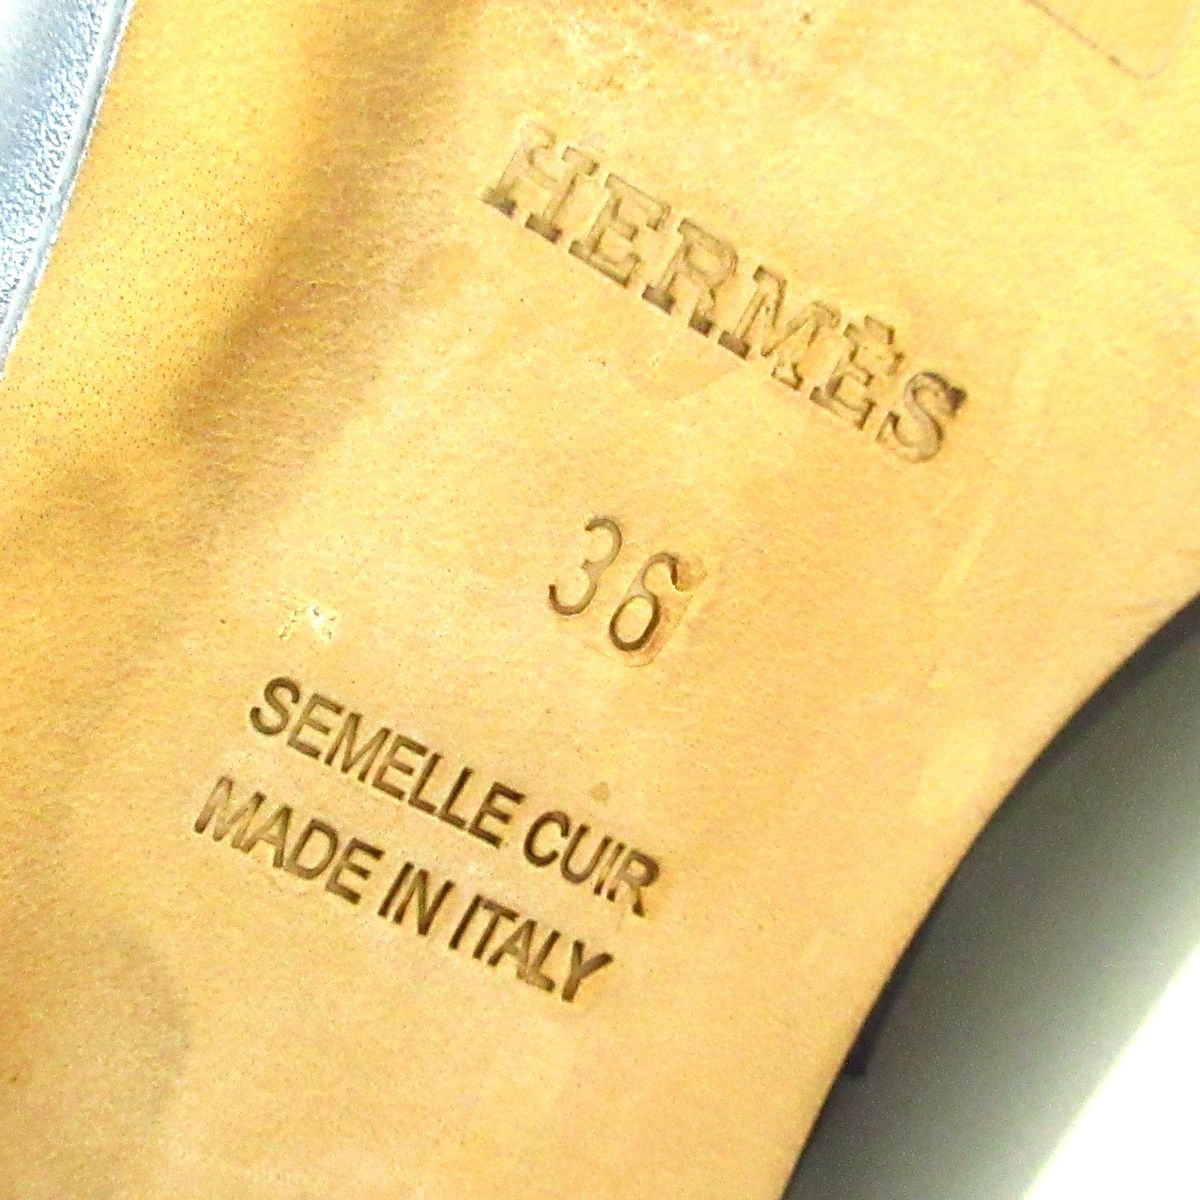 HERMÈS
36
SEMELLE CUIR
MADE IN ITALY